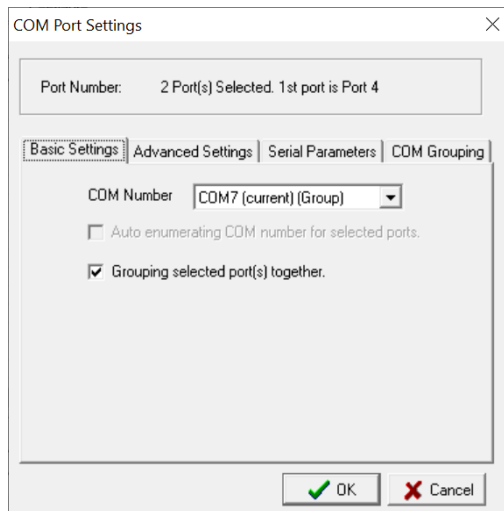 COM Port Settings
Port Number: 2 Port(s) Selected. 1st port is Port 4
Basic Settings Advanced Settings Serial Parameters COM Grouping
COM Number COM7 (current) (Group)
Auto enumerating COM number for selected ports.
Grouping selected port(s) together.
OK Cancel